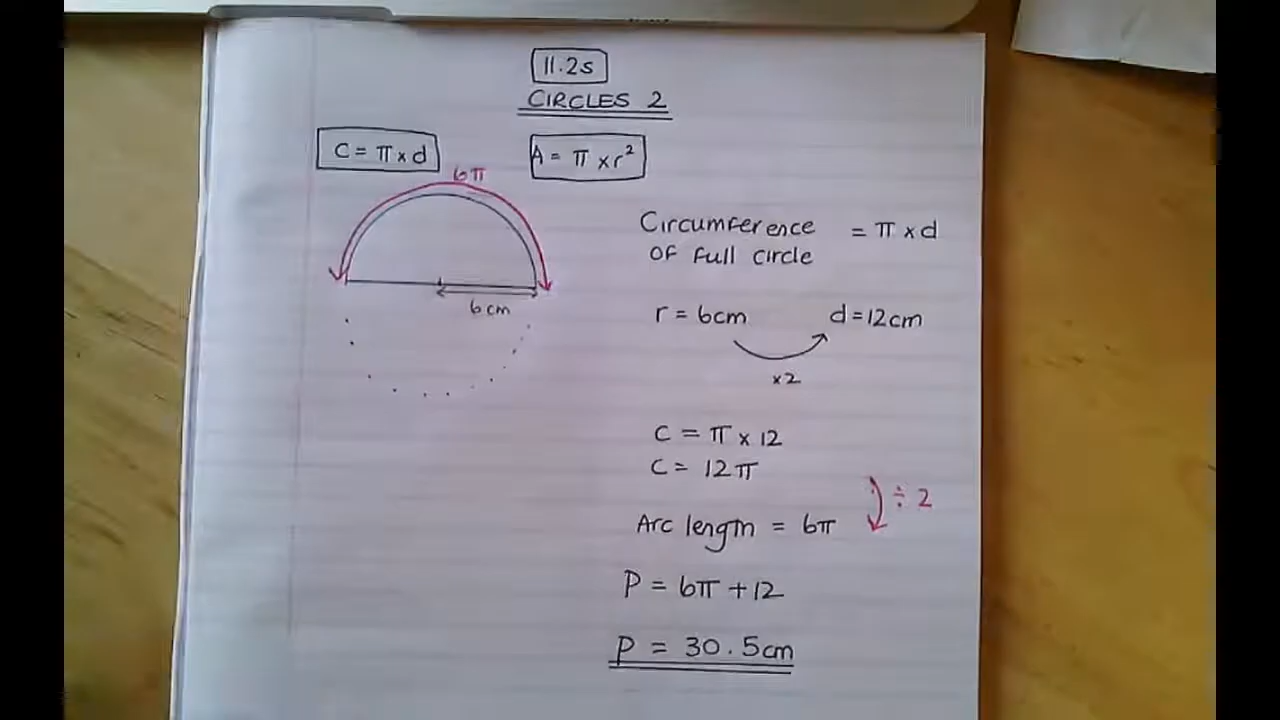 11.2s
CIRCLES 2
C = π x d
A = π x r²
6π
6cm
Circumference = π x d
of full circle
r = 6cm d = 12cm
x2
C = π x 12
C = 12π
÷ 2
Arc length = 6π
P = 6π + 12
P = 30.5cm